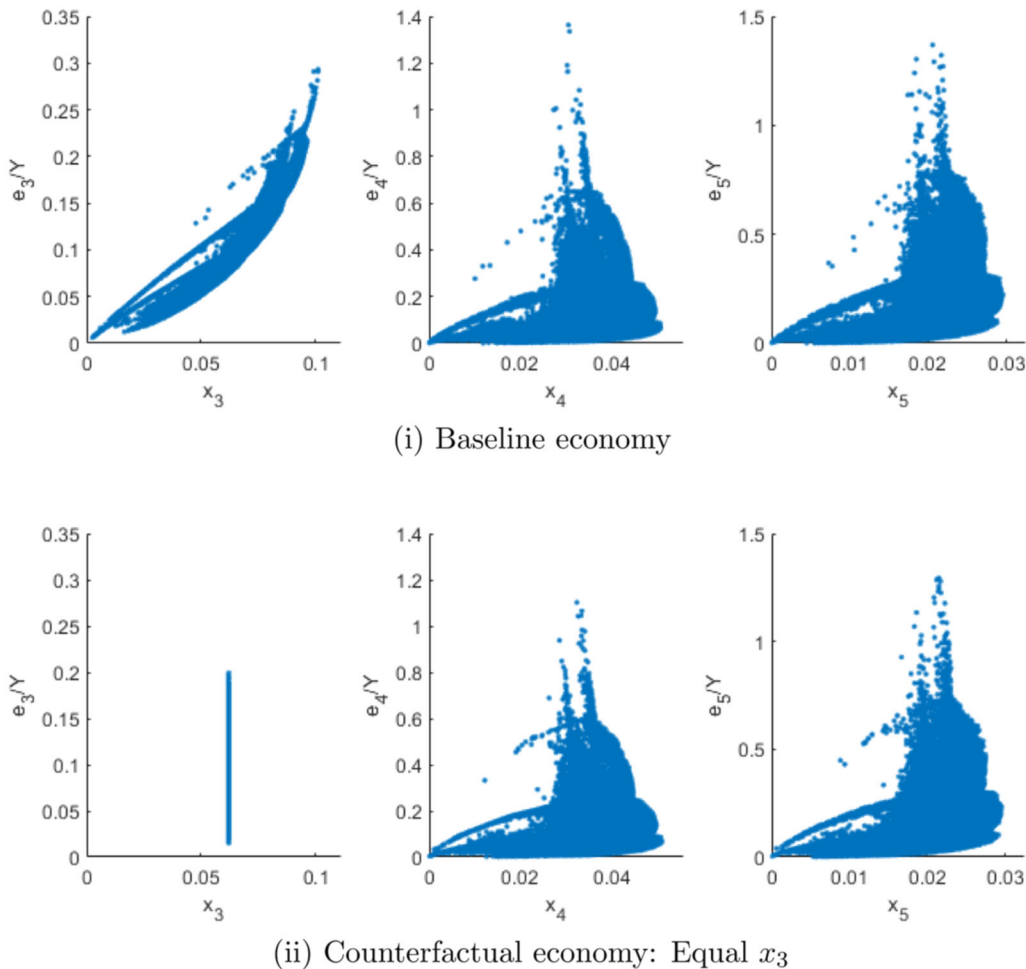 0.35
0.3
0.25
0.2
0.15
0.1
0.05
0
e3/Y
0 0.05 0.1
x3
1.4
1.2
1
0.8
0.6
0.4
0.2
0
e4/Y
0 0.02 0.04
x4
1.5
1
0.5
0
e5/Y
0 0.01 0.02 0.03
x5
(i) Baseline economy
0.35
0.3
0.25
0.2
0.15
0.1
0.05
0
e3/Y
0 0.05 0.1
x3
1.4
1.2
1
0.8
0.6
0.4
0.2
0
e4/Y
0 0.02 0.04
x4
1.5
1
0.5
0
e5/Y
0 0.01 0.02 0.03
x5
(ii) Counterfactual economy: Equal x3